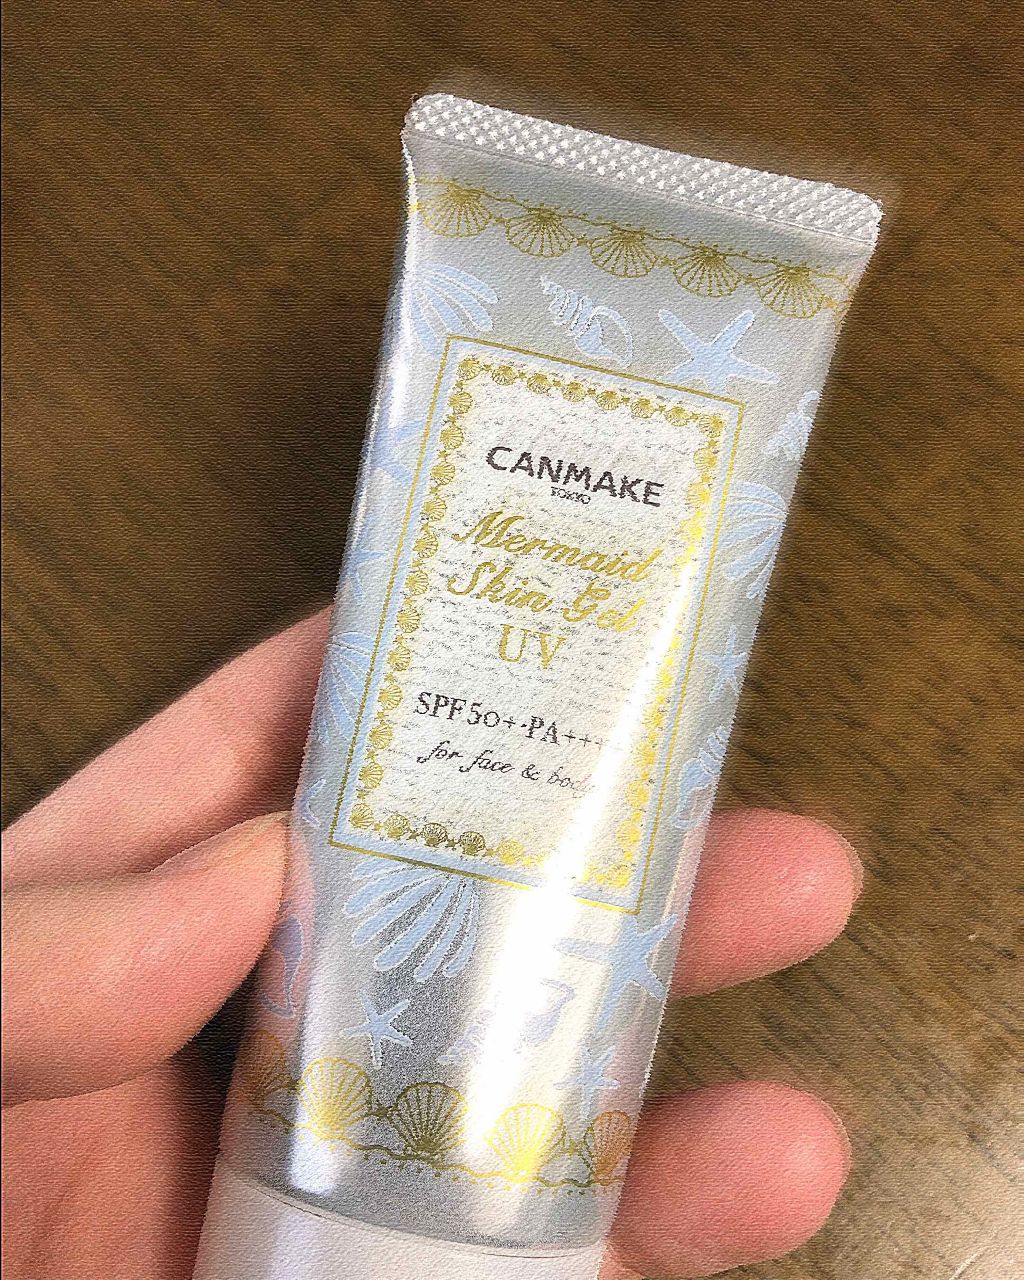 CANMAKE
TOKYO
Mermaid
Skin Gel
UV
SPF50+·PA++++
for face & body